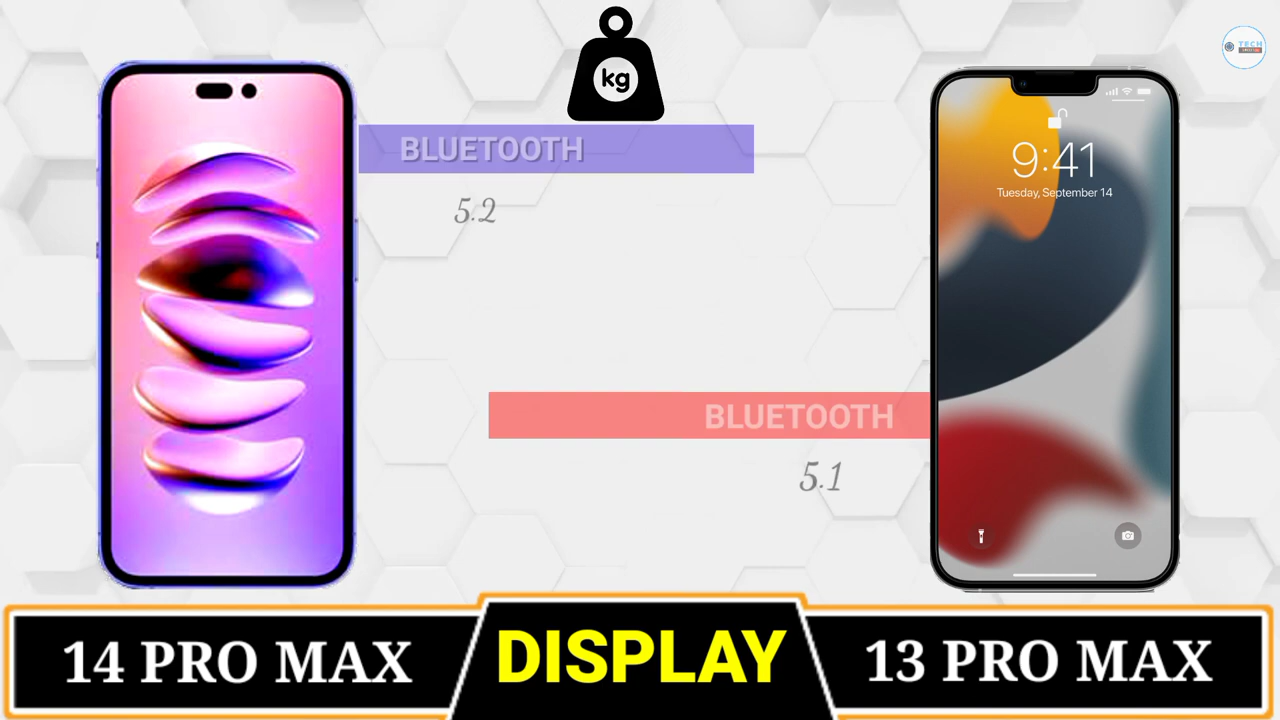 kg
TECH
BLUETOOTH
5.2
9:41
Tuesday, September 14
BLUETOOTH
5.1
14 PRO MAX
DISPLAY
13 PRO MAX